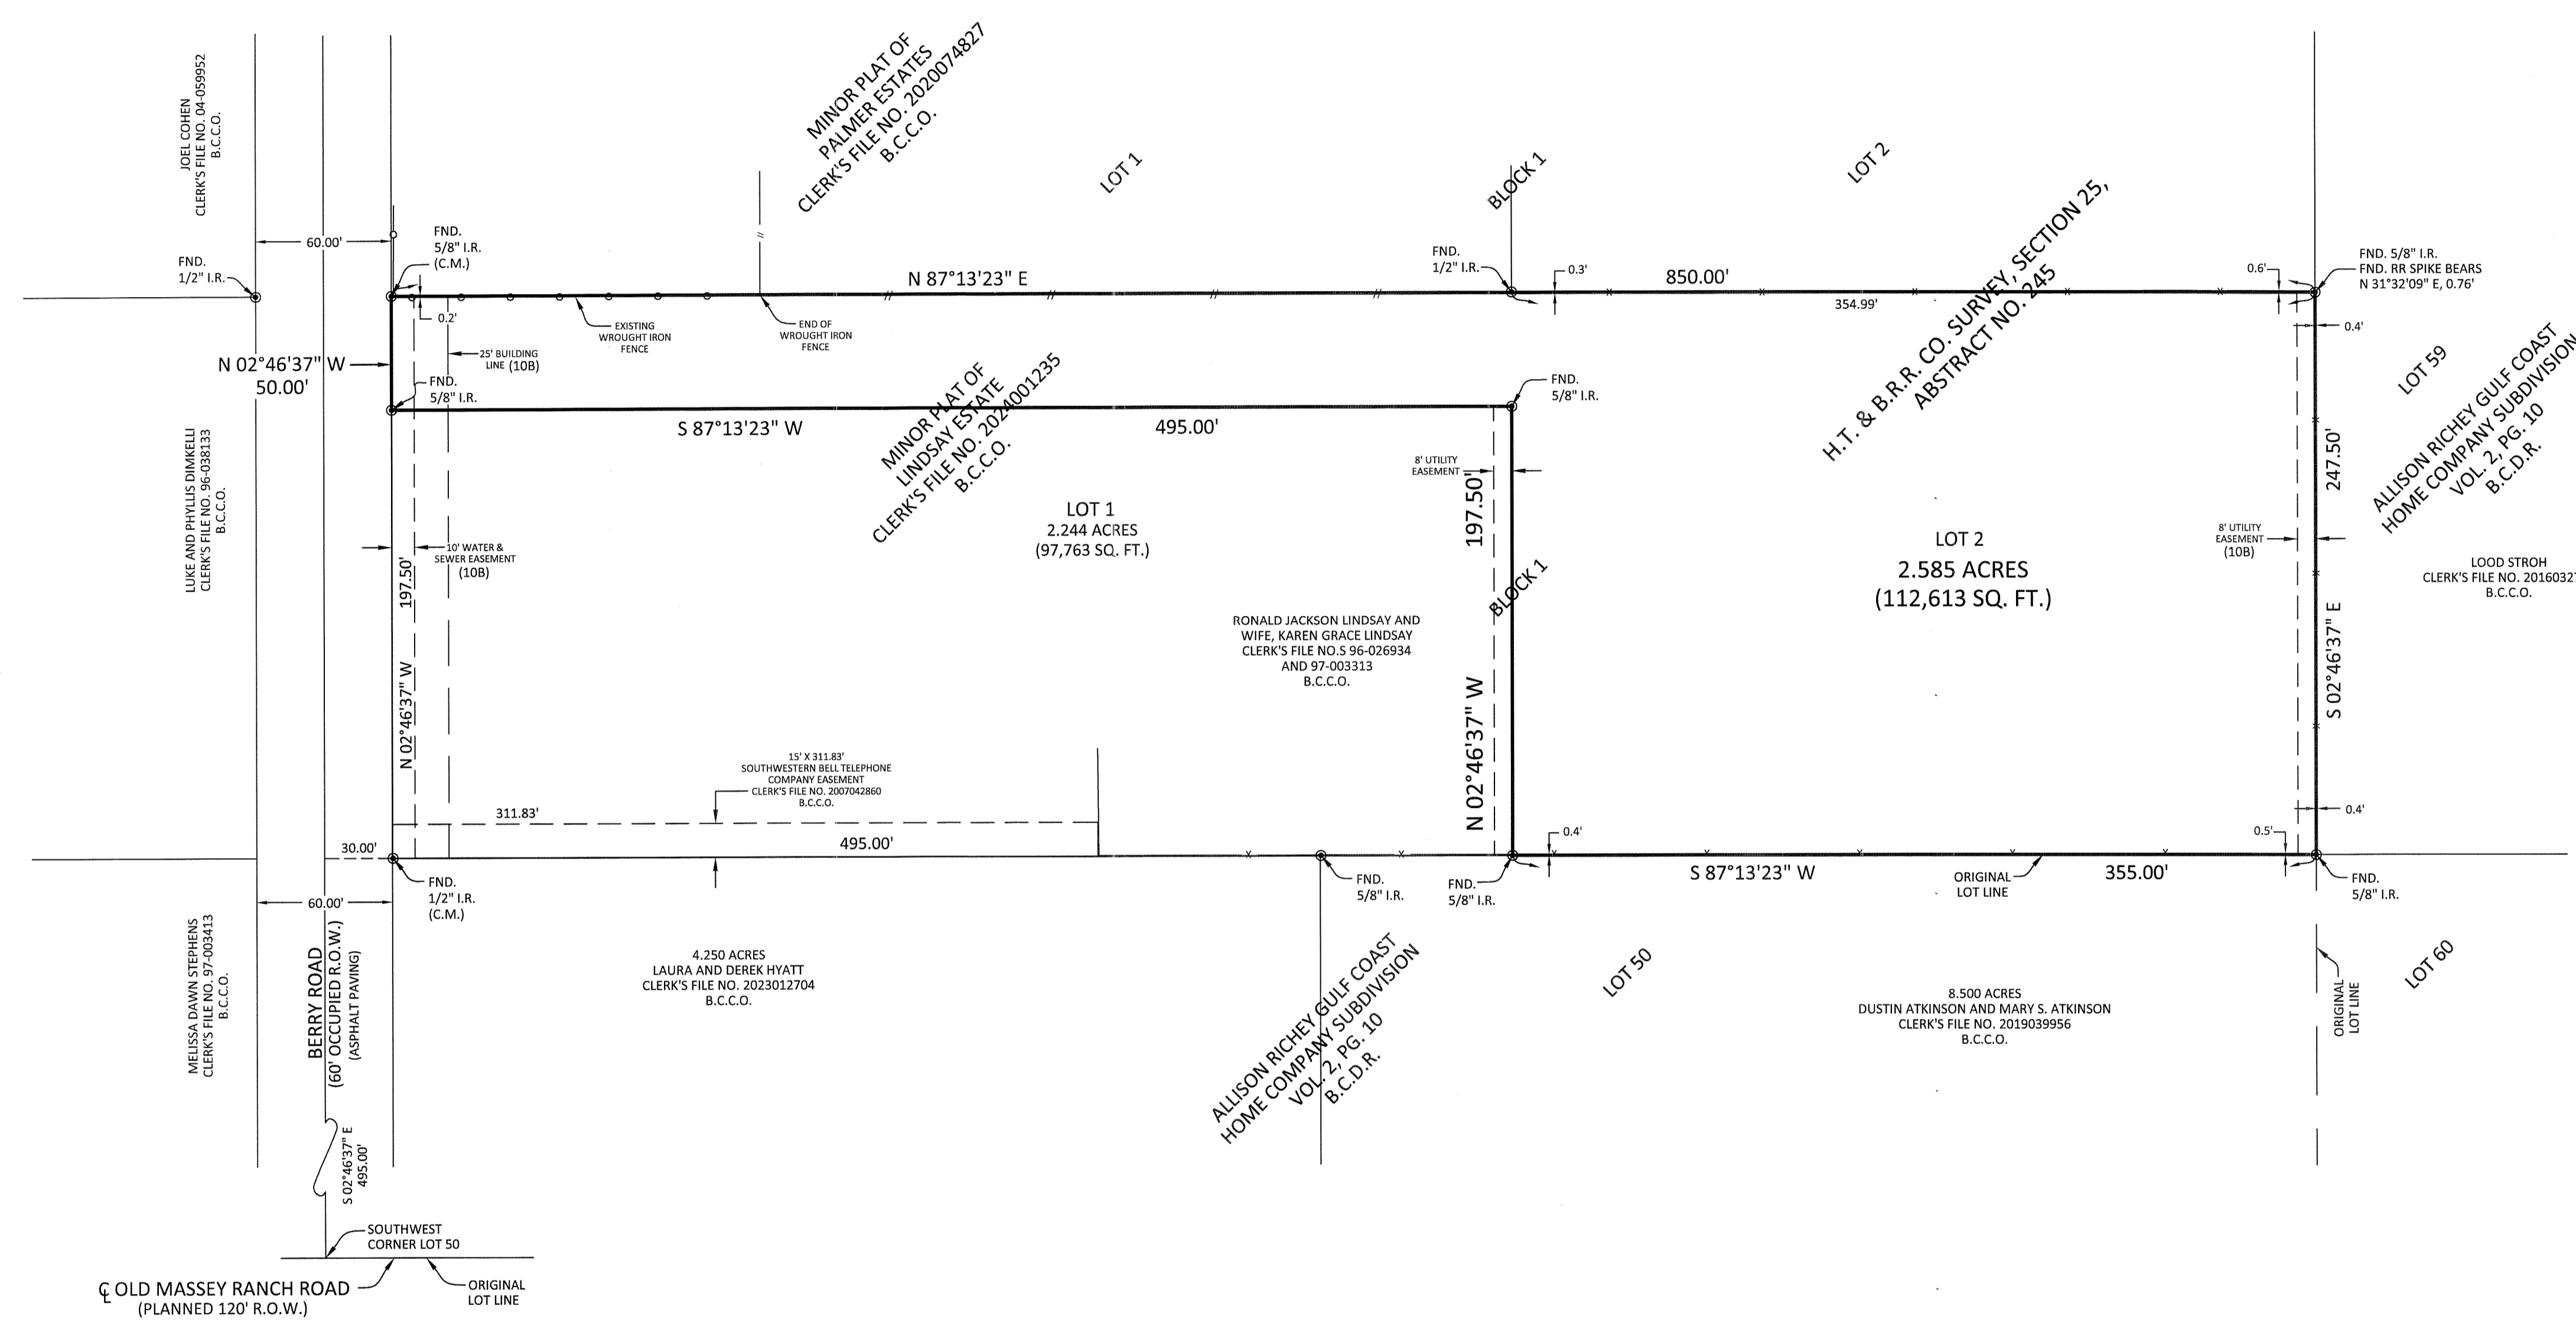 MINOR PLAT OF
PALMER ESTATES
CLERK'S FILE NO. 2020074827
B.C.C.O.
JOEL COHEN
CLERK'S FILE NO. 04-059952
B.C.C.O.
LOT 1
BLOCK 1
LOT 2
60.00'
FND.
5/8" I.R.
(C.M.)
FND.
1/2" I.R.
N 87°13'23" E
FND.
1/2" I.R.
0.3'
850.00'
354.99'
0.6'
FND. 5/8" I.R.
FND. RR SPIKE BEARS
N 31°32'09" E, 0.76'
H.T. & B.R.R. CO. SURVEY, SECTION 25,
ABSTRACT NO. 245
0.2'
EXISTING
WROUGHT IRON
FENCE
END OF
WROUGHT IRON
FENCE
0.4'
N 02°46'37" W
50.00'
25' BUILDING
LINE (10B)
FND.
5/8" I.R.
FND.
5/8" I.R.
LOT 59
ALLISON RICHEY GULF COAST
HOME COMPANY SUBDIVISION
VOL. 2, PG. 10
B.C.D.R.
S 87°13'23" W
495.00'
MINOR PLAT OF
LINDSAY ESTATE
CLERK'S FILE NO. 2024001235
B.C.C.O.
LUKE AND PHYLLIS DIMKELLI
CLERK'S FILE NO. 96-038133
B.C.C.O.
8' UTILITY
EASEMENT
197.50'
247.50'
LOT 1
2.244 ACRES
(97,763 SQ. FT.)
LOT 2
2.585 ACRES
(112,613 SQ. FT.)
8' UTILITY
EASEMENT
(10B)
10' WATER &
SEWER EASEMENT
(10B)
197.50'
LOOD STROH
CLERK'S FILE NO. 2016032
B.C.C.O.
BLOCK 1
RONALD JACKSON LINDSAY AND
WIFE, KAREN GRACE LINDSAY
CLERK'S FILE NO.S 96-026934
AND 97-003313
B.C.C.O.
S 02°46'37" E
N 02°46'37" W
N 02°46'37" W
15' X 311.83'
SOUTHWESTERN BELL TELEPHONE
COMPANY EASEMENT
CLERK'S FILE NO. 2007042860
B.C.C.O.
311.83'
0.4'
30.00'
495.00'
0.4'
0.5'
FND.
1/2" I.R.
(C.M.)
FND.
5/8" I.R.
FND.
5/8" I.R.
S 87°13'23" W
ORIGINAL
LOT LINE
355.00'
FND.
5/8" I.R.
60.00'
MELISSA DAWN STEPHENS
CLERK'S FILE NO. 97-003413
B.C.C.O.
BERRY ROAD
(60' OCCUPIED R.O.W.)
(ASPHALT PAVING)
4.250 ACRES
LAURA AND DEREK HYATT
CLERK'S FILE NO. 2023012704
B.C.C.O.
ALLISON RICHEY GULF COAST
HOME COMPANY SUBDIVISION
VOL. 2, PG. 10
B.C.D.R.
LOT 50
8.500 ACRES
DUSTIN ATKINSON AND MARY S. ATKINSON
CLERK'S FILE NO. 2019039956
B.C.C.O.
ORIGINAL
LOT LINE
LOT 60
S 02°46'37" E
495.00'
SOUTHWEST
CORNER LOT 50
℄ OLD MASSEY RANCH ROAD
(PLANNED 120' R.O.W.)
ORIGINAL
LOT LINE